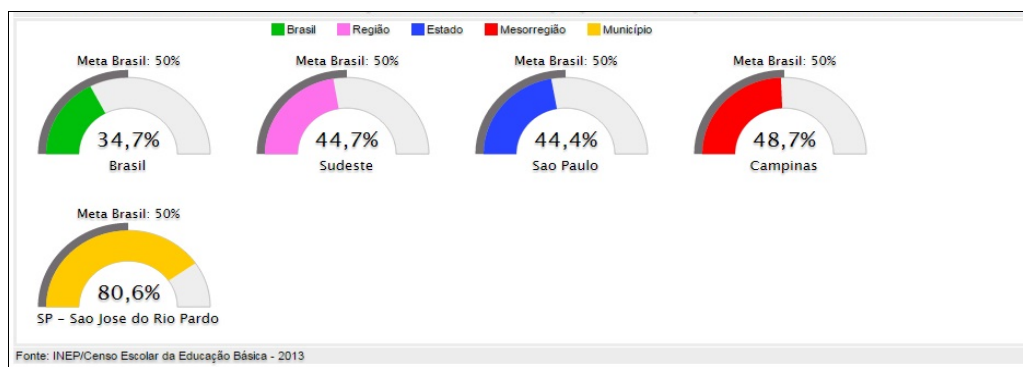 Brasil Região Estado Mesorregião Município
Meta Brasil: 50% Meta Brasil: 50% Meta Brasil: 50% Meta Brasil: 50%
34,7% 44,7% 44,4% 48,7%
Brasil Sudeste Sao Paulo Campinas
Meta Brasil: 50%
80,6%
SP - Sao Jose do Rio Pardo
Fonte: INEP/Censo Escolar da Educação Básica - 2013